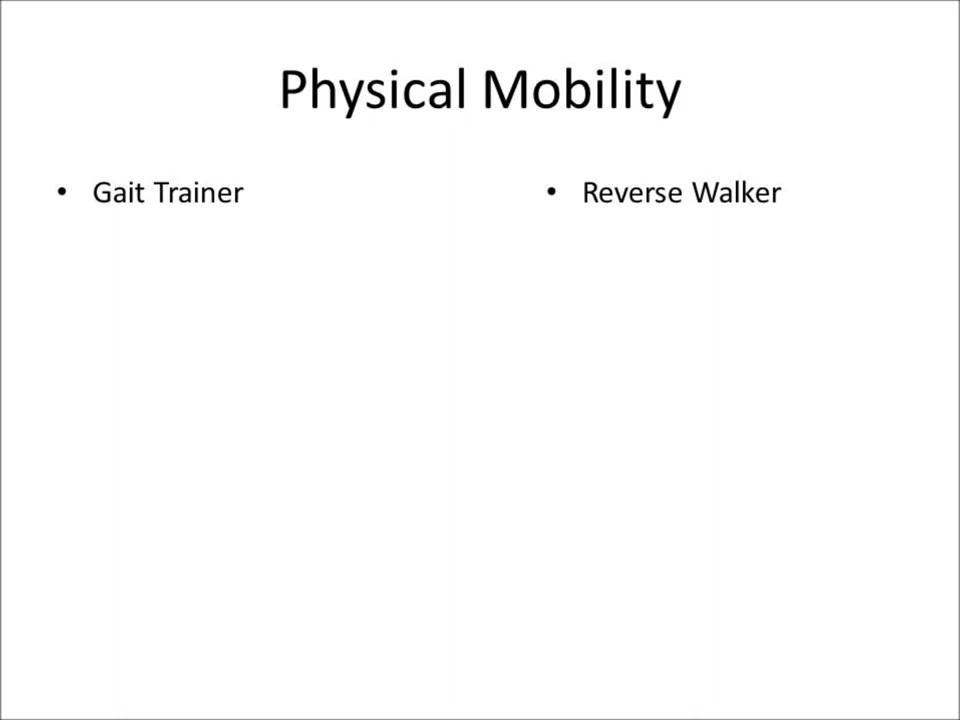 Physical Mobility
• Gait Trainer
• Reverse Walker